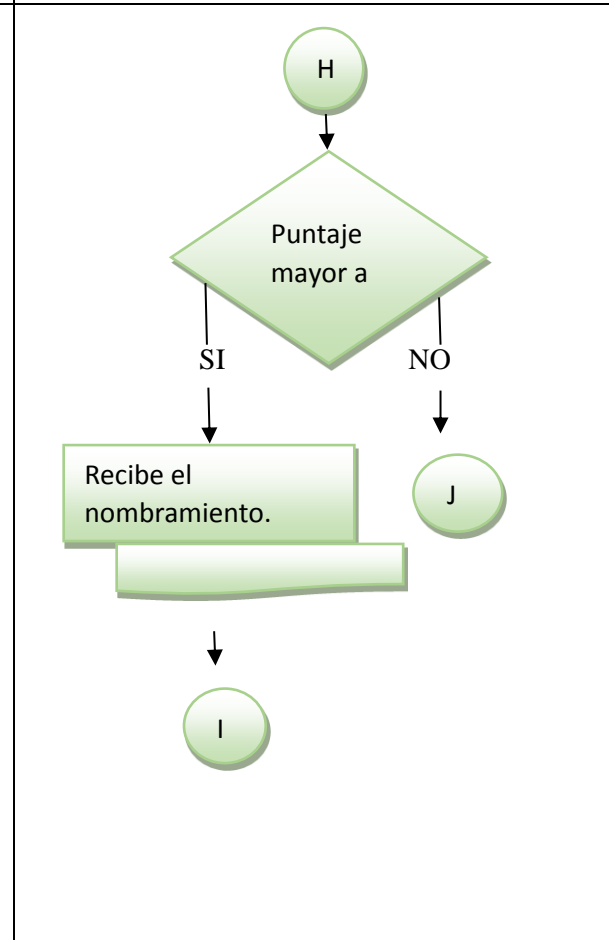 H
Puntaje
mayor a
SI
NO
Recibe el
nombramiento.
J
I